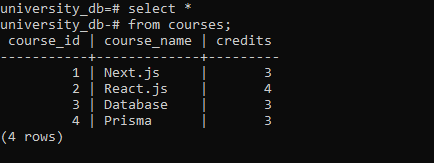 university_db=# select *
university_db-# from courses;
 course_id | course_name | credits
-----------+-------------+---------
         1 | Next.js     |       3
         2 | React.js    |       4
         3 | Database    |       3
         4 | Prisma      |       3
(4 rows)